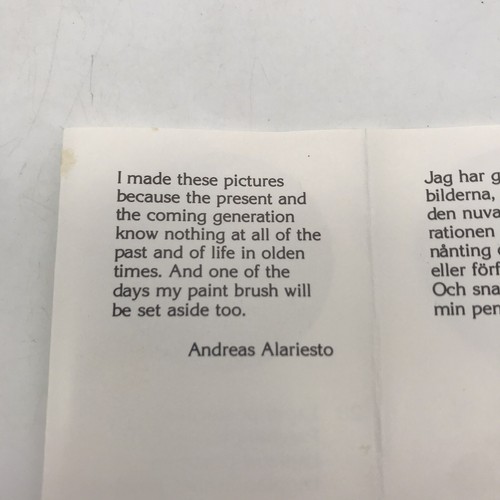 I made these pictures
because the present and
the coming generation
know nothing at all of the
past and of life in olden
times. And one of the
days my paint brush will
be set aside too.
Andreas Alariesto
Jag har g
bilderna,
den nuva
rationen
nånting
eller förf
Och sna
min pen